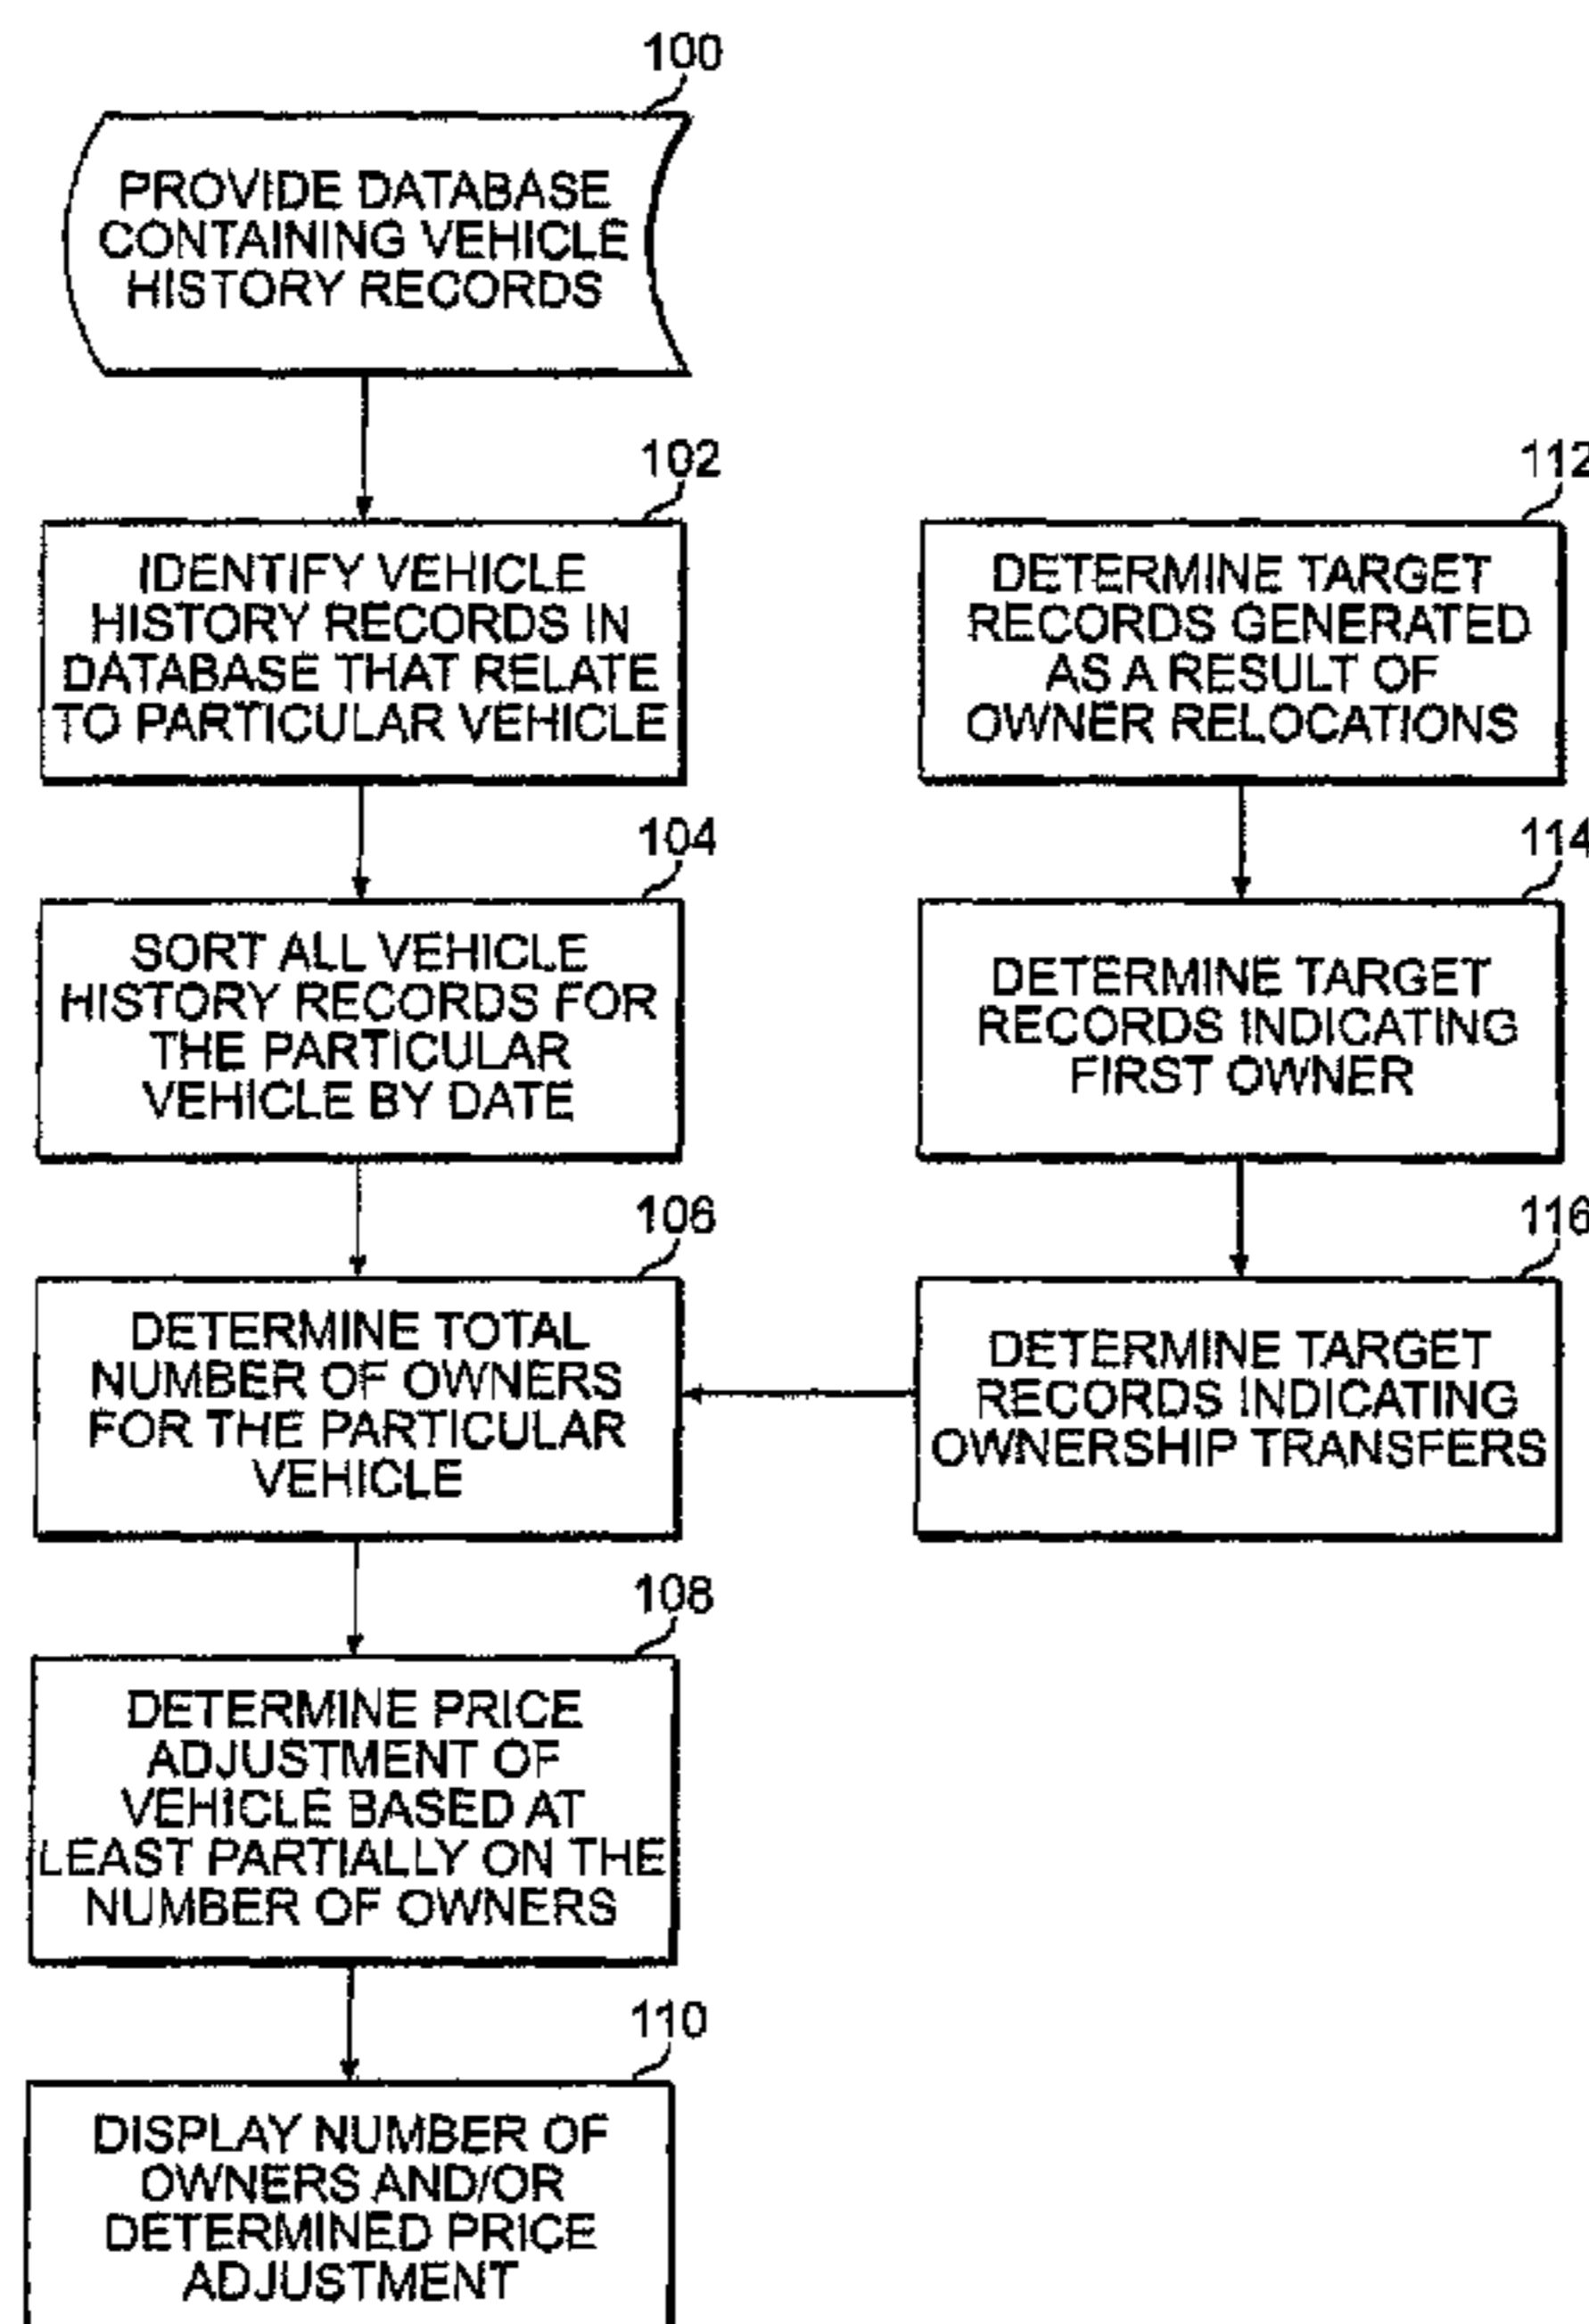 100
PROVIDE DATABASE
CONTAINING VEHICLE
HISTORY RECORDS
102
IDENTIFY VEHICLE
HISTORY RECORDS IN
DATABASE THAT RELATE
TO PARTICULAR VEHICLE
104
SORT ALL VEHICLE
HISTORY RECORDS FOR
THE PARTICULAR
VEHICLE BY DATE
106
DETERMINE TOTAL
NUMBER OF OWNERS
FOR THE PARTICULAR
VEHICLE
108
DETERMINE PRICE
ADJUSTMENT OF
VEHICLE BASED AT
LEAST PARTIALLY ON THE
NUMBER OF OWNERS
110
DISPLAY NUMBER OF
OWNERS AND/OR
DETERMINED PRICE
ADJUSTMENT
112
DETERMINE TARGET
RECORDS GENERATED
AS A RESULT OF
OWNER RELOCATIONS
114
DETERMINE TARGET
RECORDS INDICATING
FIRST OWNER
116
DETERMINE TARGET
RECORDS INDICATING
OWNERSHIP TRANSFERS